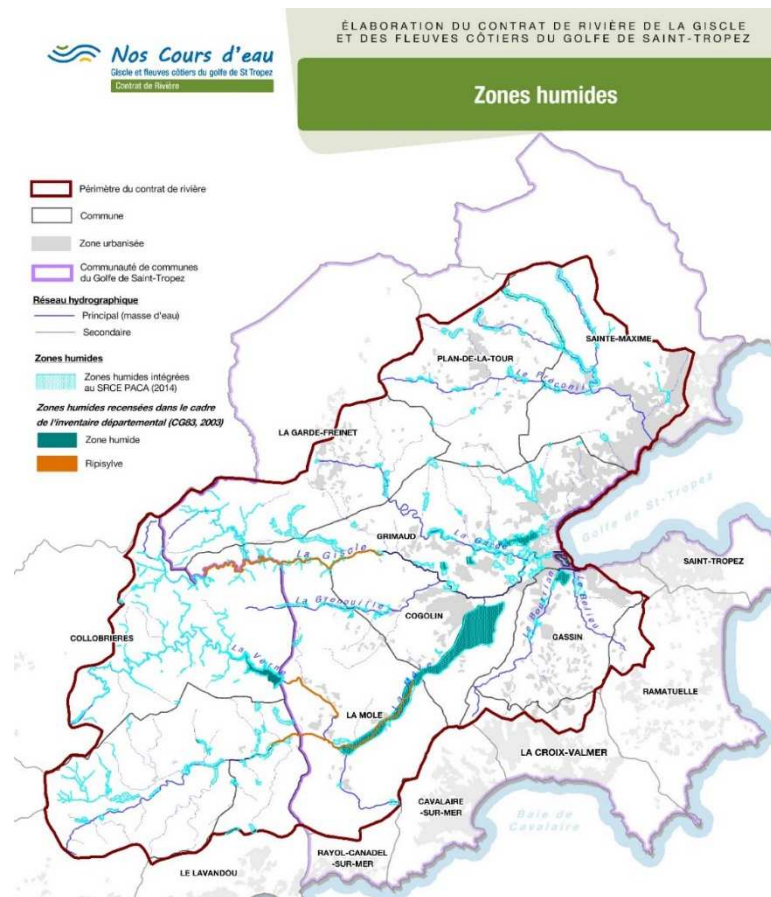 ÉLABORATION DU CONTRAT DE RIVIÈRE DE LA GISCLE
ET DES FLEUVES CÔTIERS DU GOLFE DE SAINT-TROPEZ
Nos Cours d'eau
Giscle et fleuves côtiers du golfe de St Tropez
Contrat de Rivière
Zones humides
Périmètre du contrat de rivière
Commune
Zone urbanisée
Communauté de communes
du Golfe de Saint-Tropez
Réseau hydrographique
Principal (masse d'eau)
Secondaire
Zones humides
Zones humides intégrées
au SRCE PACA (2014)
Zones humides recensées dans le cadre
de l'inventaire départemental (CG83, 2003)
Zone humide
Ripisylve
SAINTE-MAXIME
PLAN-DE-LA-TOUR
Le Préconil
LA GARDE-FREINET
Golfe de St-Tropez
GRIMAUD
La Garde
La Giscle
SAINT-TROPEZ
La Grenouille
Le Bourrian
Le Bélieu
COGOLIN
GASSIN
COLLOBRIERES
La Verne
RAMATUELLE
LA MOLE
LA CROIX-VALMER
CAVALAIRE
-SUR-MER
Baie de
Cavalaire
RAYOL-CANADEL
-SUR-MER
LE LAVANDOU